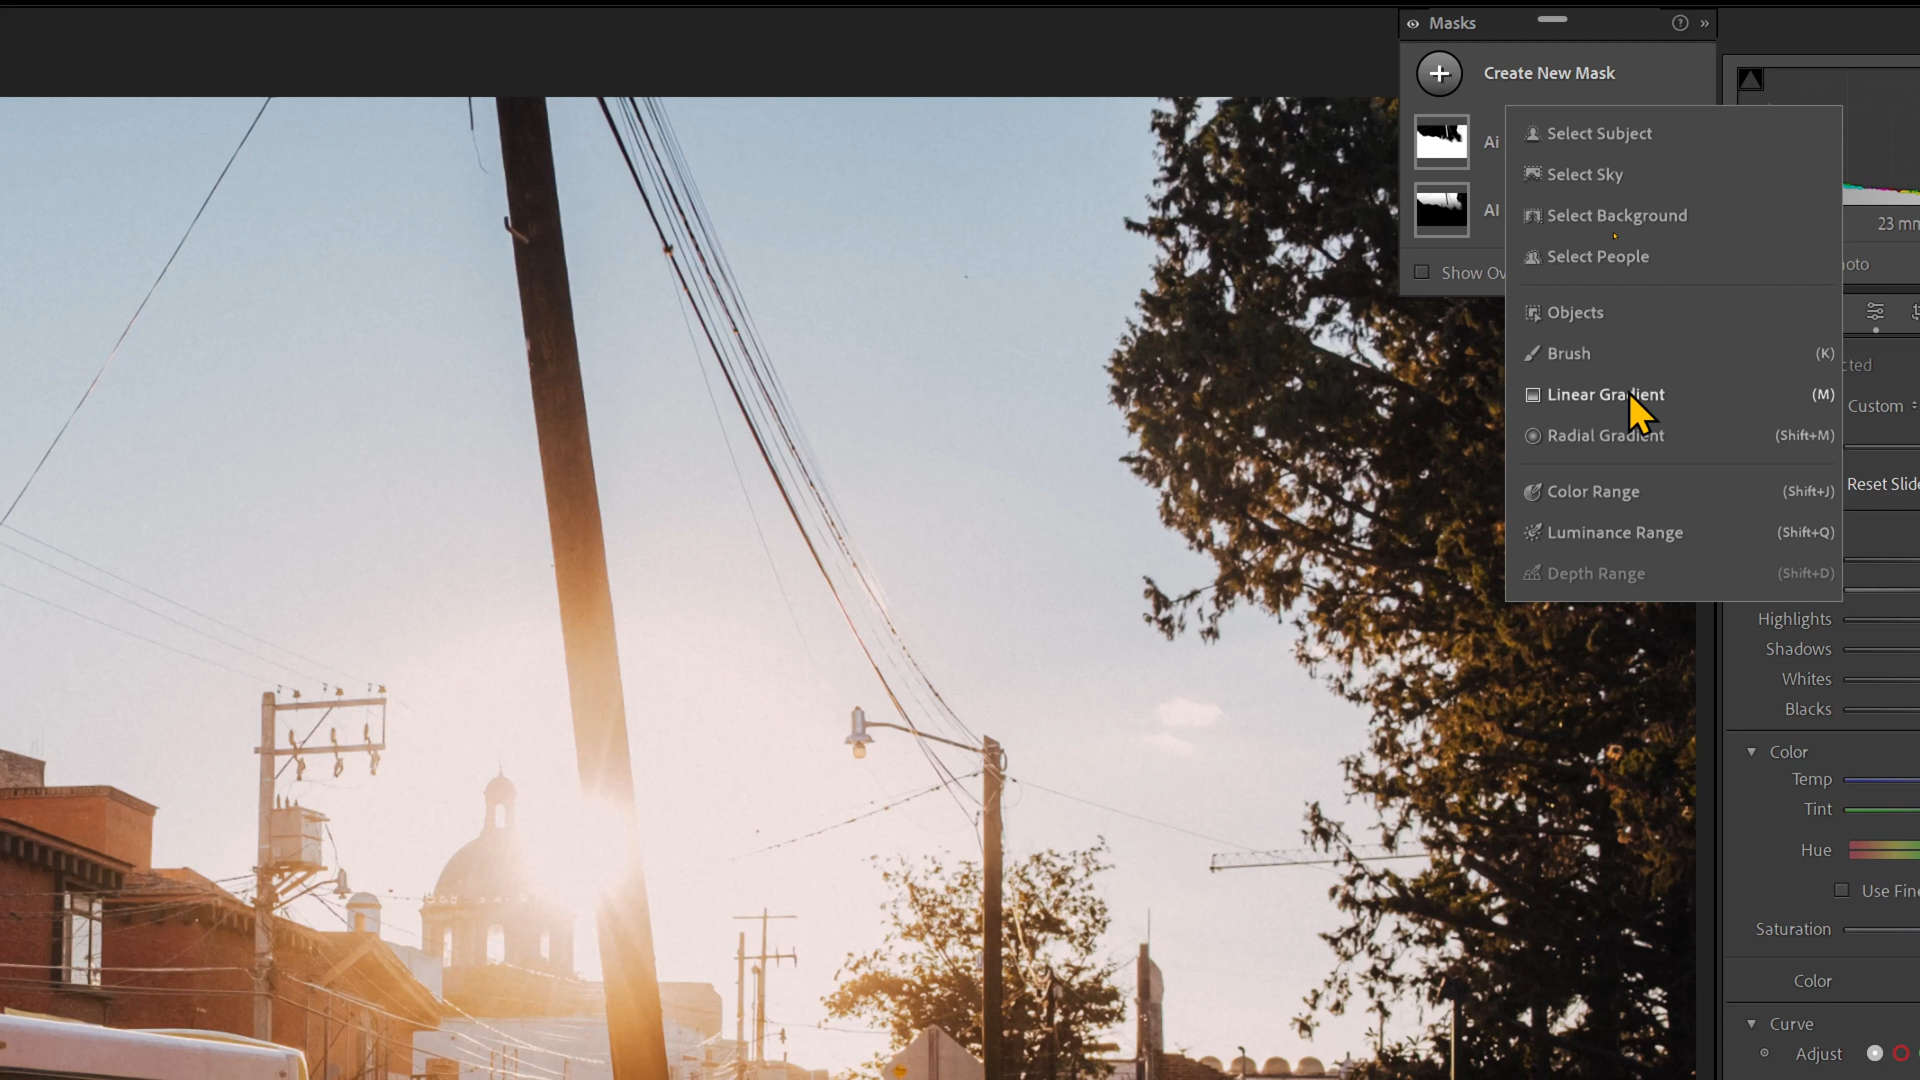 Masks
Create New Mask
Ai
AI
Show Ov
Select Subject
Select Sky
Select Background
Select People
Objects
Brush (K)
Linear Gradient (M)
Radial Gradient (Shift+M)
Color Range (Shift+J)
Luminance Range (Shift+Q)
Depth Range (Shift+D)
23 mm
oto
cted
Custom
Reset Slide
Highlights
Shadows
Whites
Blacks
Color
Temp
Tint
Hue
Use Fine
Saturation
Color
Curve
Adjust